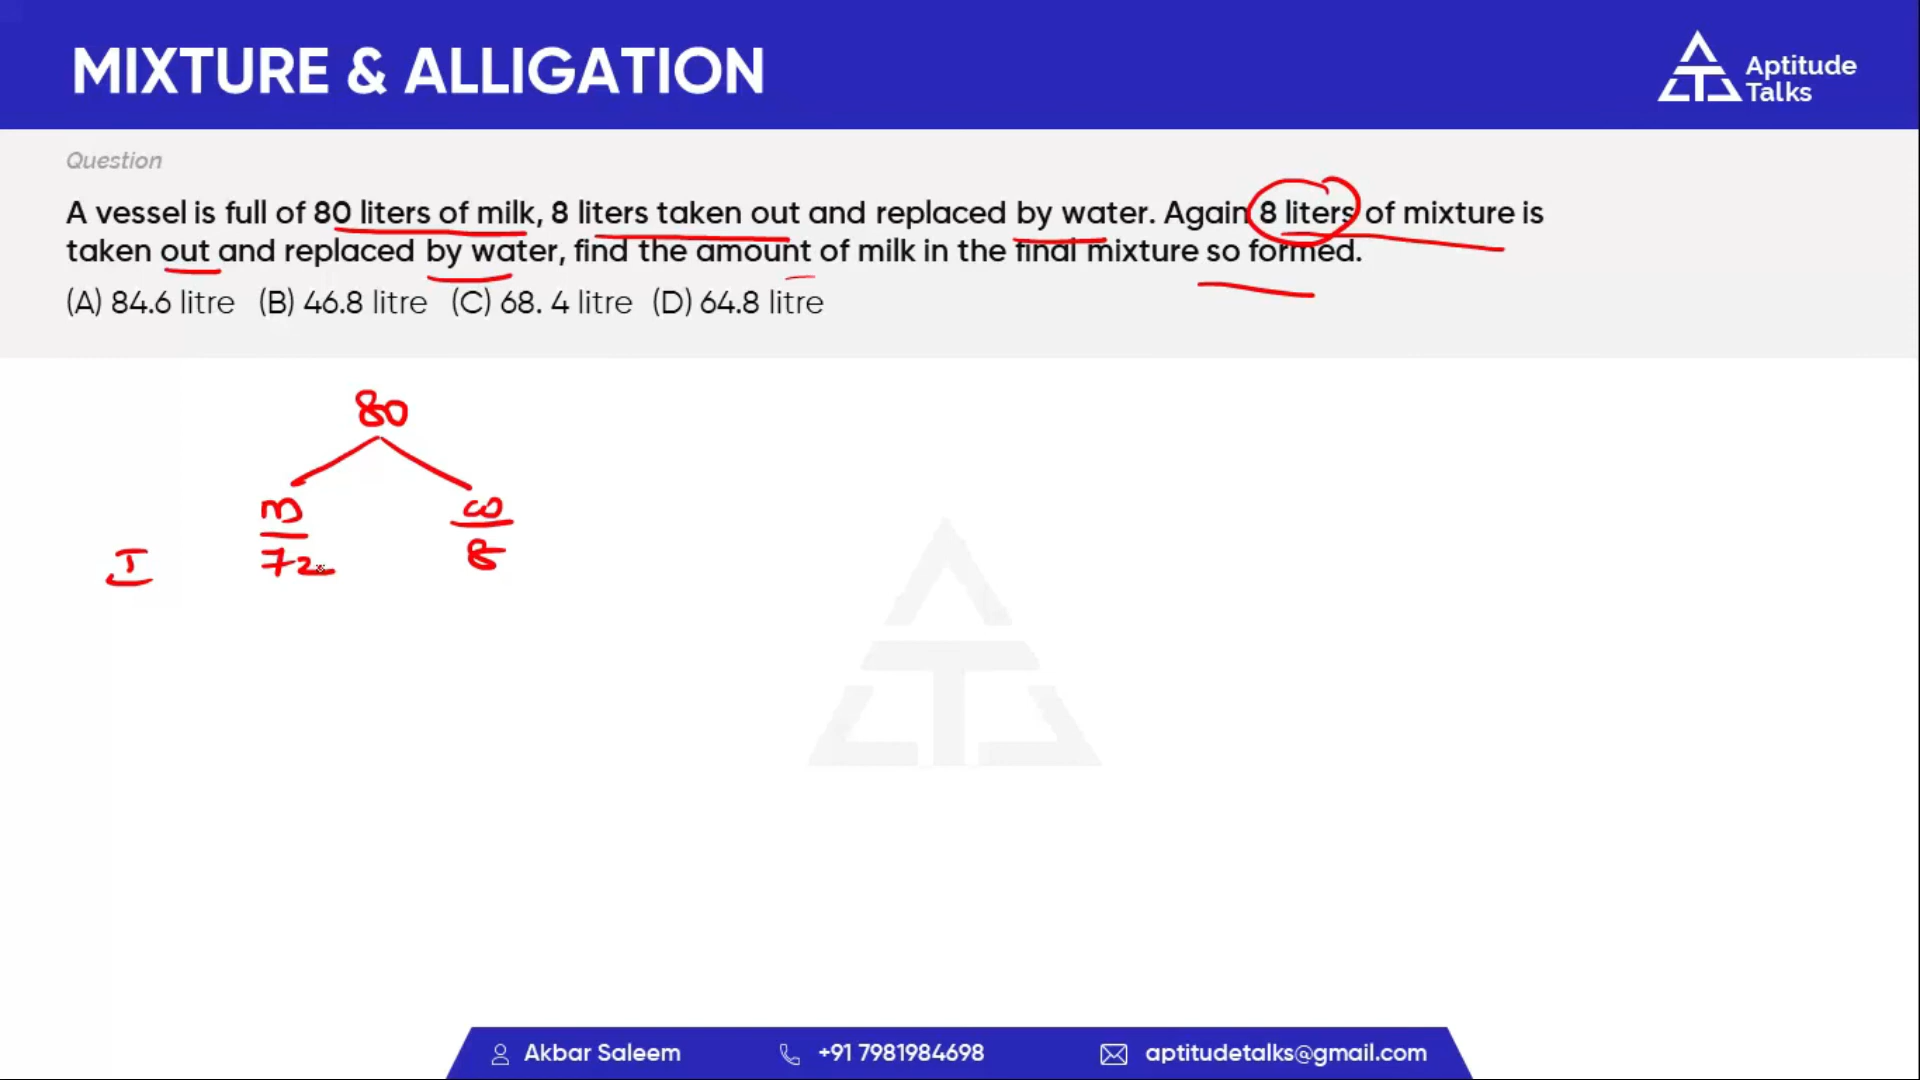 MIXTURE & ALLIGATION
Aptitude
Talks
Question
A vessel is full of 80 liters of milk, 8 liters taken out and replaced by water. Again 8 liters of mixture is
taken out and replaced by water, find the amount of milk in the final mixture so formed.
(A) 84.6 litre (B) 46.8 litre (C) 68. 4 litre (D) 64.8 litre
80
m w
I 72 8
Akbar Saleem +91 7981984698 aptitudetalks@gmail.com